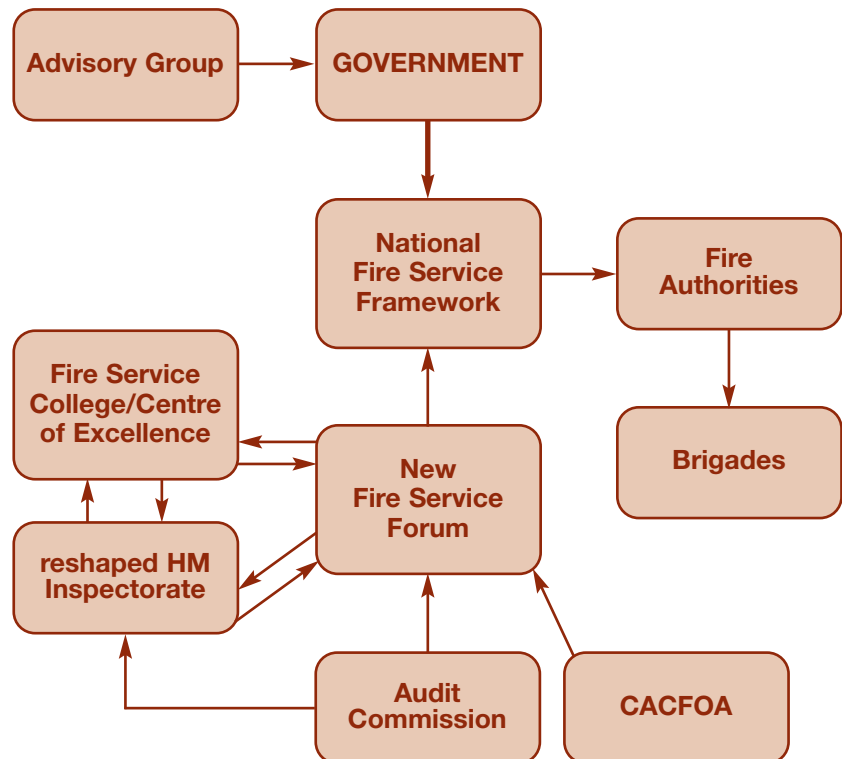 Advisory Group
GOVERNMENT
National
Fire Service
Framework
Fire
Authorities
Fire Service
College/Centre
of Excellence
New
Fire Service
Forum
Brigades
reshaped HM
Inspectorate
Audit
Commission
CACFOA